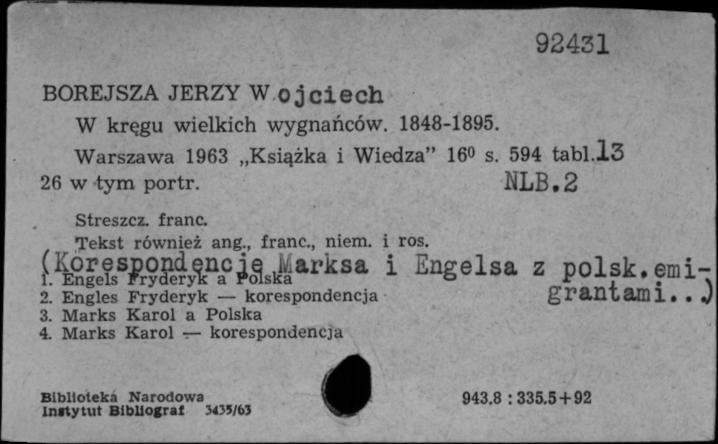 92431
BOREJSZA JERZY Wojciech
W kręgu wielkich wygnańców. 1848-1895.
Warszawa 1963 „Książka i Wiedza” 16⁰ s. 594 tabl.13
26 w tym portr. NLB.2
Streszcz. franc.
Tekst również ang., franc., niem. i ros.
(Korespondencje Marksa i Engelsa z polsk.emi-
grantami...)
1. Engels Fryderyk a Polska
2. Engles Fryderyk — korespondencja
3. Marks Karol a Polska
4. Marks Karol — korespondencja
Biblioteka Narodowa 943.8 : 335.5+92
Instytut Bibliograf 3435/63